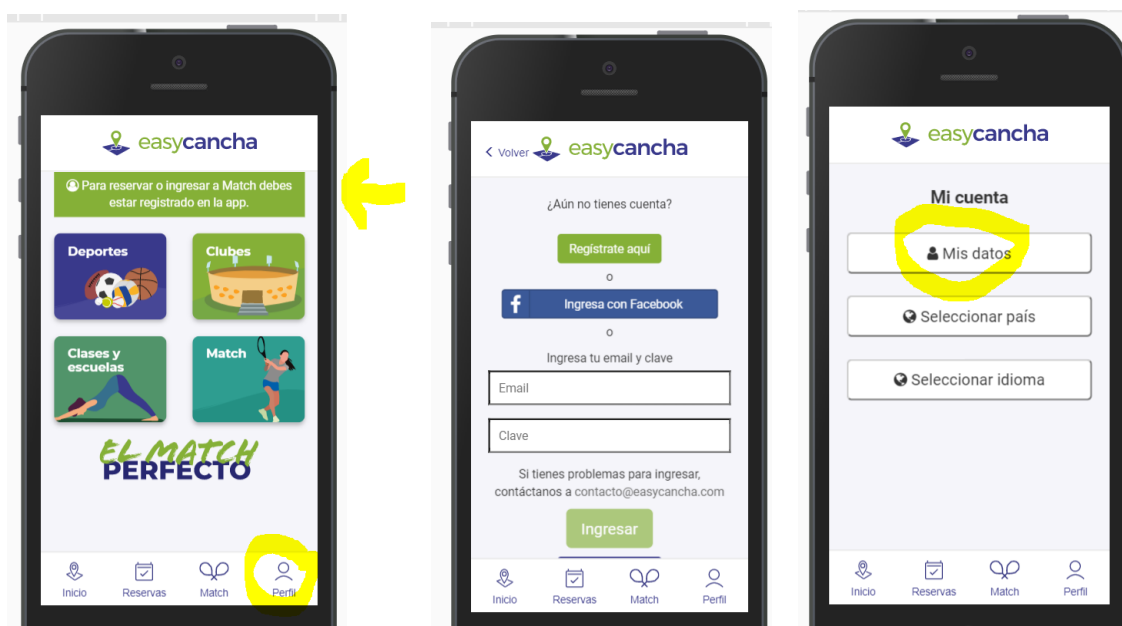 easycancha
Para reservar o ingresar a Match debes
estar registrado en la app.
Deportes
Clubes
Clases y
escuelas
Match
EL MATCH
PERFECTO
Inicio
Reservas
Match
Perfil
Volver
easycancha
¿Aún no tienes cuenta?
Regístrate aquí
o
Ingresa con Facebook
o
Ingresa tu email y clave
Email
Clave
Si tienes problemas para ingresar,
contáctanos a contacto@easycancha.com
Ingresar
Inicio
Reservas
Match
Perfil
easycancha
Mi cuenta
Mis datos
Seleccionar país
Seleccionar idioma
Inicio
Reservas
Match
Perfil